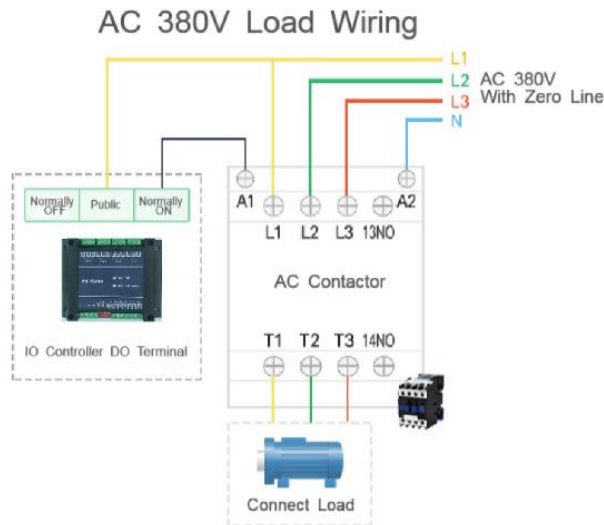 AC 380V Load Wiring
L1
L2 AC 380V
L3 With Zero Line
N
Normally OFF
Public
Normally ON
A1
A2
L1 L2 L3 13NO
AC Contactor
IO Controller DO Terminal
T1 T2 T3 14NO
Connect Load